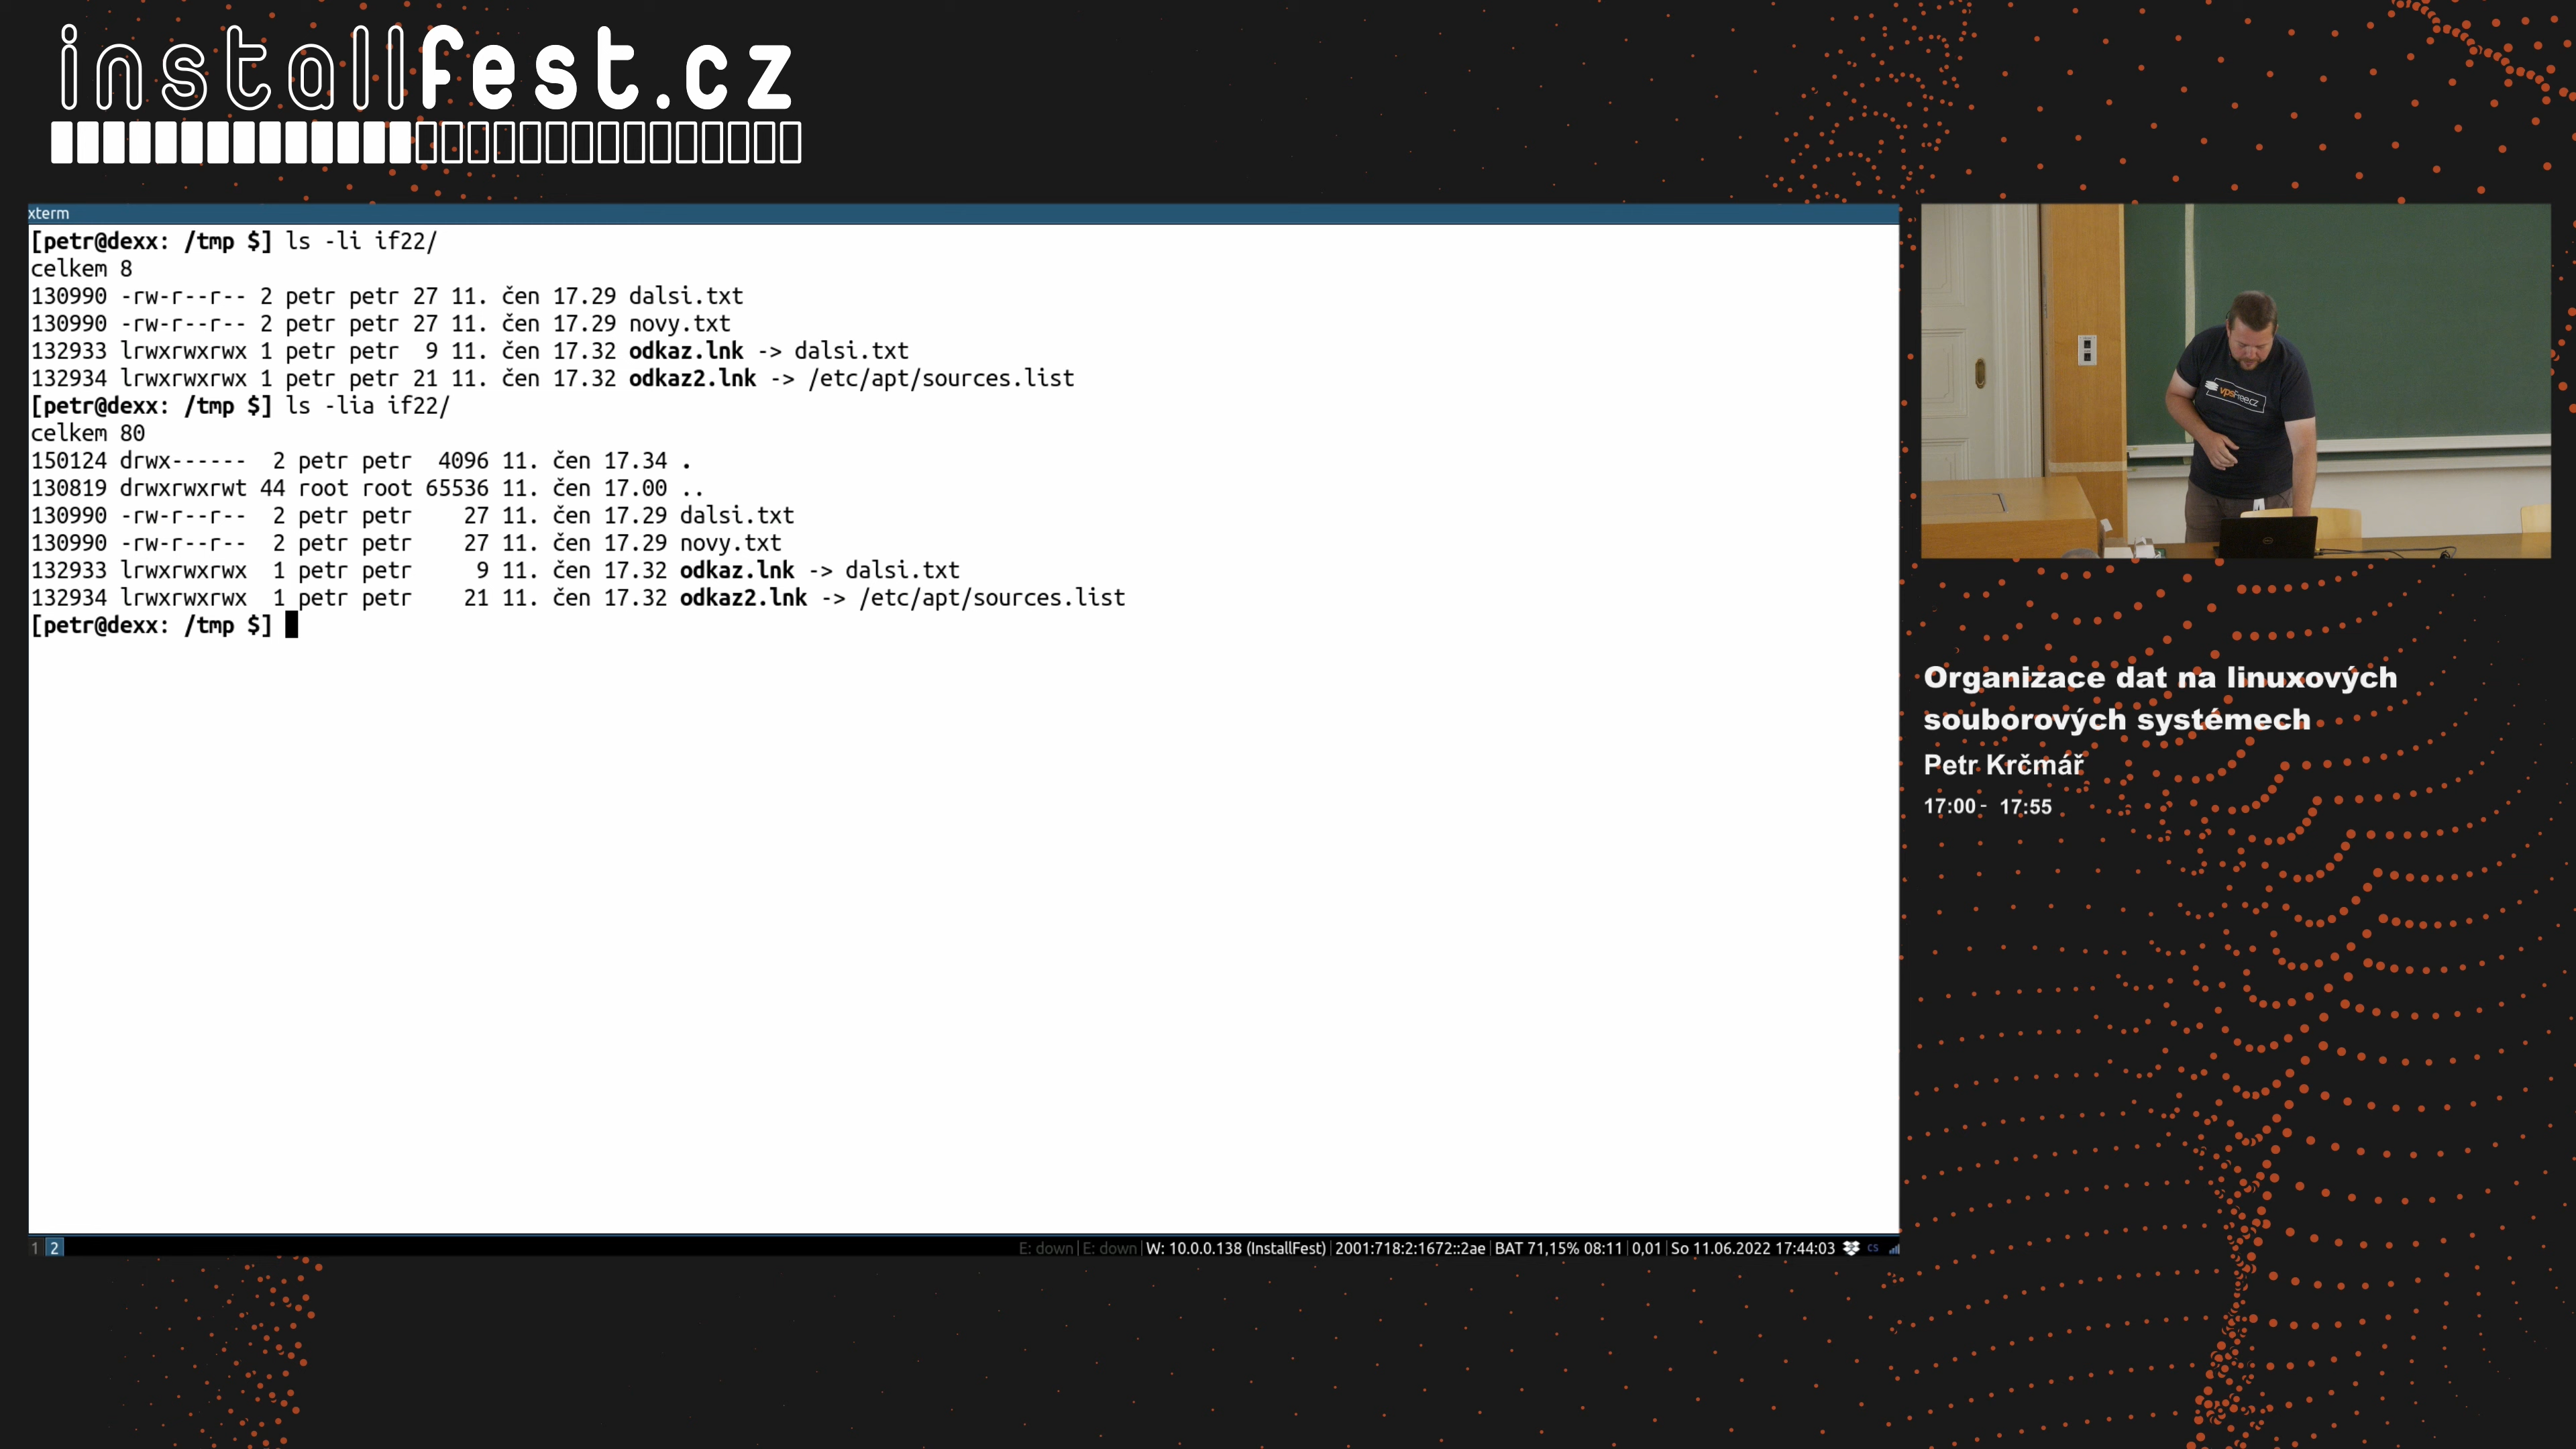 installfest.cz
xterm
[petr@dexx: /tmp $] ls -li if22/
celkem 8
130990 -rw-r--r-- 2 petr petr 27 11. čen 17.29 dalsi.txt
130990 -rw-r--r-- 2 petr petr 27 11. čen 17.29 novy.txt
132933 lrwxrwxrwx 1 petr petr  9 11. čen 17.32 odkaz.lnk -> dalsi.txt
132934 lrwxrwxrwx 1 petr petr 21 11. čen 17.32 odkaz2.lnk -> /etc/apt/sources.list
[petr@dexx: /tmp $] ls -lia if22/
celkem 80
150124 drwx------  2 petr petr  4096 11. čen 17.34 .
130819 drwxrwxrwt 44 root root 65536 11. čen 17.00 ..
130990 -rw-r--r--  2 petr petr    27 11. čen 17.29 dalsi.txt
130990 -rw-r--r--  2 petr petr    27 11. čen 17.29 novy.txt
132933 lrwxrwxrwx  1 petr petr     9 11. čen 17.32 odkaz.lnk -> dalsi.txt
132934 lrwxrwxrwx  1 petr petr    21 11. čen 17.32 odkaz2.lnk -> /etc/apt/sources.list
[petr@dexx: /tmp $]
1 2 E: down | E: down | W: 10.0.0.138 (InstallFest) | 2001:718:2:1672::2ae | BAT 71,15% 08:11 | 0,01 | So 11.06.2022 17:44:03 cs
vpsFree.cz
Organizace dat na linuxových
souborových systémech
Petr Krčmář
17:00 - 17:55